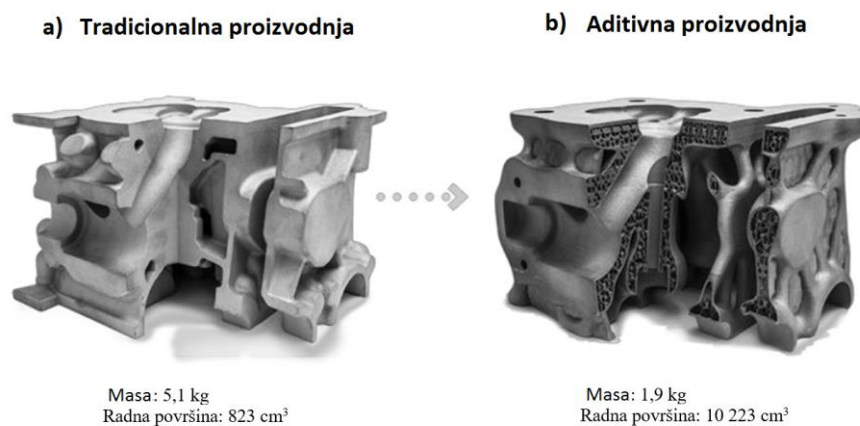 a) Tradicionalna proizvodnja
b) Aditivna proizvodnja
Masa: 5,1 kg
Radna površina: 823 cm³
Masa: 1,9 kg
Radna površina: 10 223 cm³